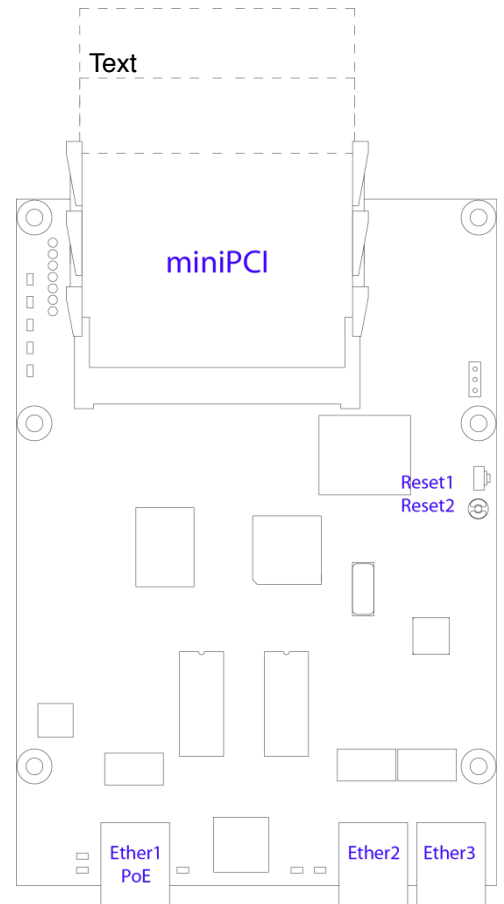 Text
miniPCI
Reset1
Reset2
Ether1
PoE
Ether2
Ether3